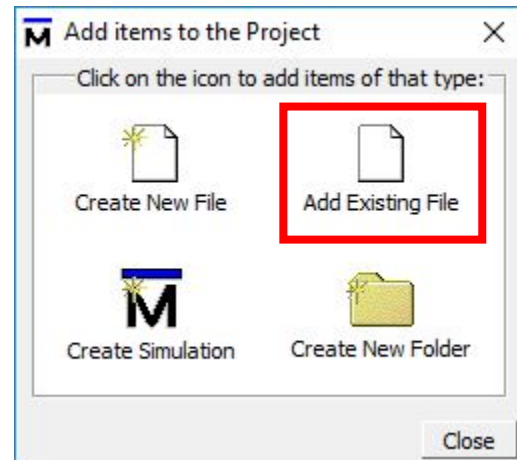 Add items to the Project
Click on the icon to add items of that type:
Create New File
Add Existing File
Create Simulation
Create New Folder
Close